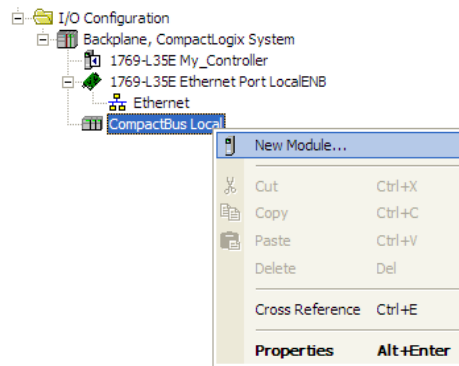 I/O Configuration
Backplane, CompactLogix System
1769-L35E My_Controller
1769-L35E Ethernet Port LocalENB
Ethernet
CompactBus Local
New Module...
Cut Ctrl+X
Copy Ctrl+C
Paste Ctrl+V
Delete Del
Cross Reference Ctrl+E
Properties Alt+Enter